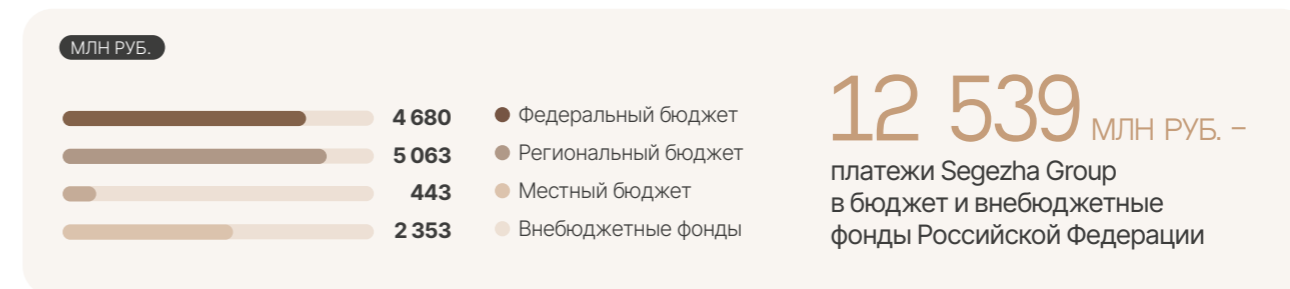 МЛН РУБ.
4 680 Федеральный бюджет
5 063 Региональный бюджет
443 Местный бюджет
2 353 Внебюджетные фонды
12 539 МЛН РУБ. –
платежи Segezha Group
в бюджет и внебюджетные
фонды Российской Федерации